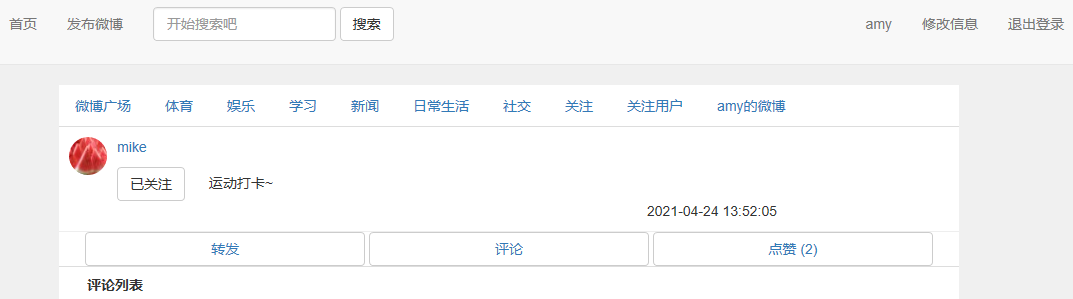 首页 发布微博 开始搜索吧 搜索 amy 修改信息 退出登录
微博广场 体育 娱乐 学习 新闻 日常生活 社交 关注 关注用户 amy的微博
mike
已关注 运动打卡~
2021-04-24 13:52:05
转发 评论 点赞 (2)
评论列表